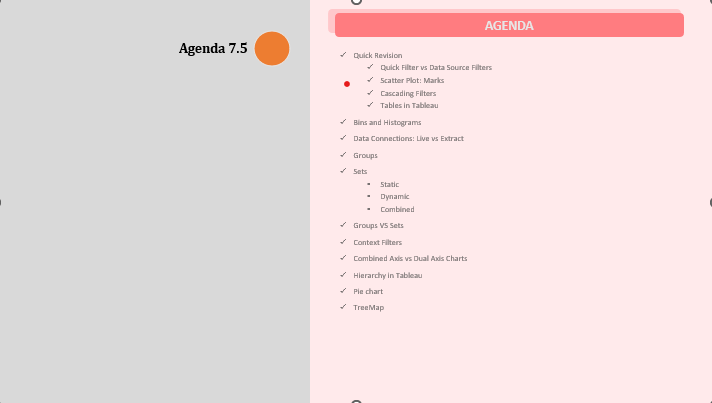 Agenda 7.5
AGENDA
Quick Revision
Quick Filter vs Data Source Filters
Scatter Plot: Marks
Cascading Filters
Tables in Tableau
Bins and Histograms
Data Connections: Live vs Extract
Groups
Sets
Static
Dynamic
Combined
Groups VS Sets
Context Filters
Combined Axis vs Dual Axis Charts
Hierarchy in Tableau
Pie chart
TreeMap